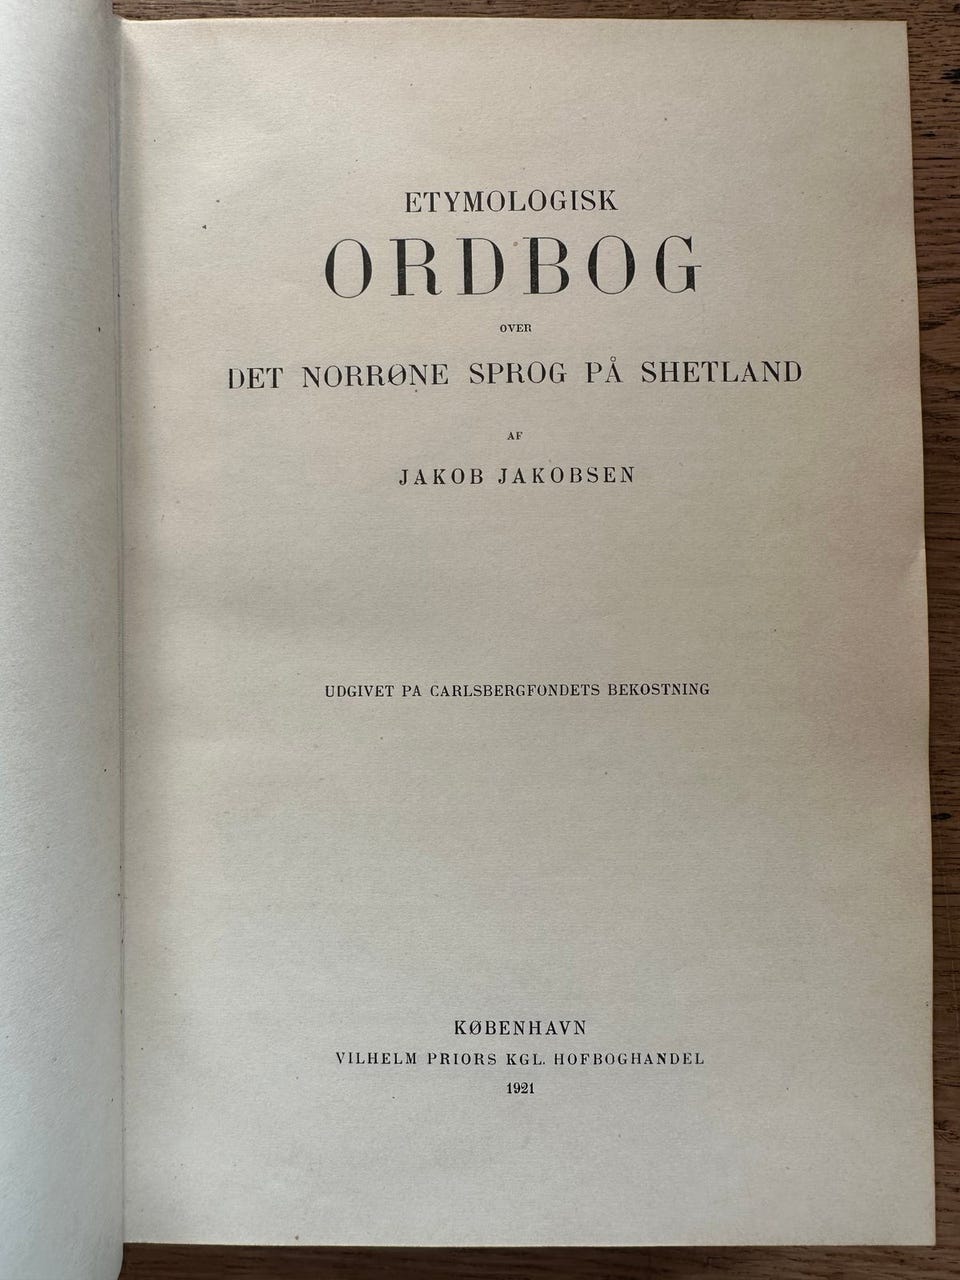 ETYMOLOGISK
ORDBOG
OVER
DET NORRØNE SPROG PÅ SHETLAND
AF
JAKOB JAKOBSEN
UDGIVET PA CARLSBERGFONDETS BEKOSTNING
KØBENHAVN
VILHELM PRIORS KGL. HOFBOGHANDEL
1921